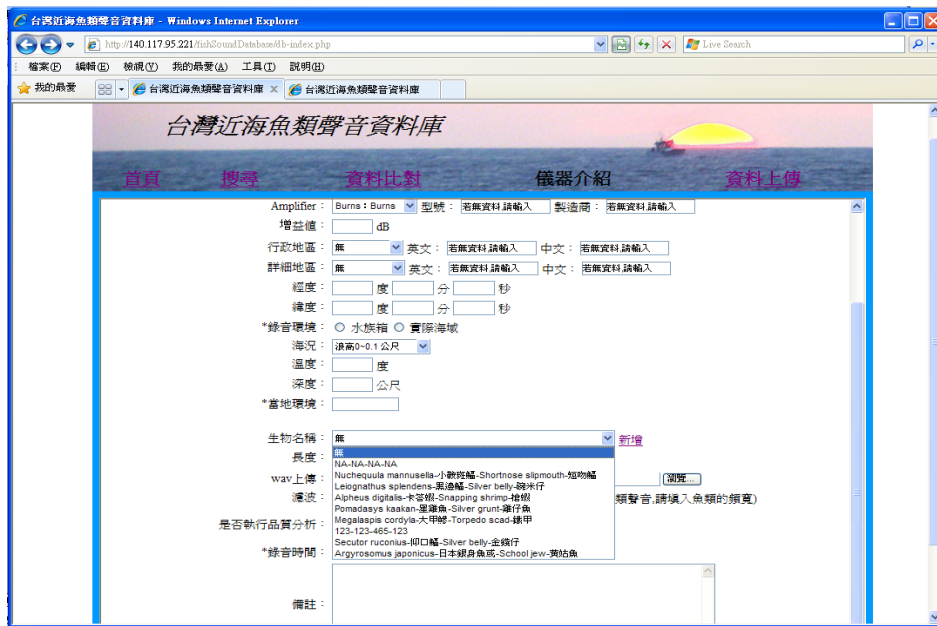 台灣近海魚類聲音資料庫 - Windows Internet Explorer
http://140.117.95.221/fishSoundDatabase/db-index.php Live Search
檔案(F) 編輯(E) 檢視(V) 我的最愛(A) 工具(T) 說明(H)
我的最愛 台灣近海魚類聲音資料庫 台灣近海魚類聲音資料庫
台灣近海魚類聲音資料庫
首頁 搜尋 資料比對 儀器介紹 資料上傳
Amplifier： Burns：Burns 型號： 若無資料,請輸入 製造商： 若無資料,請輸入
增益值： dB
行政地區： 無 英文： 若無資料,請輸入 中文： 若無資料,請輸入
詳細地區： 無 英文： 若無資料,請輸入 中文： 若無資料,請輸入
經度： 度 分 秒
緯度： 度 分 秒
*錄音環境： 水族箱 實際海域
海況： 浪高0~0.1 公尺
溫度： 度
深度： 公尺
*當地環境：
生物名稱： 無 新增
長度： 無
NA-NA-NA-NA
wav上傳： Nuchequula mannusella-小斑鰏-Shortnose slipmouth-短吻鰏 瀏覽...
Leiognathus splendens-黑邊鰏-Silver belly-碗米仔
濾波： Alpheus digitalis-卡答蝦-Snapping shrimp-槍蝦 類聲音,請填入魚類的頻寬)
Pomadasys kaakan-星雞魚-Silver grunt-雞仔魚
是否執行品質分析： Megalaspis cordyla-大甲鰺-Torpedo scad-鐵甲
123-123-465-123
Secutor ruconius-仰口鰏-Silver belly-金錢仔
*錄音時間： Argyrosomus japonicus-日本銀身魚或-School jew-黃姑魚
備註：